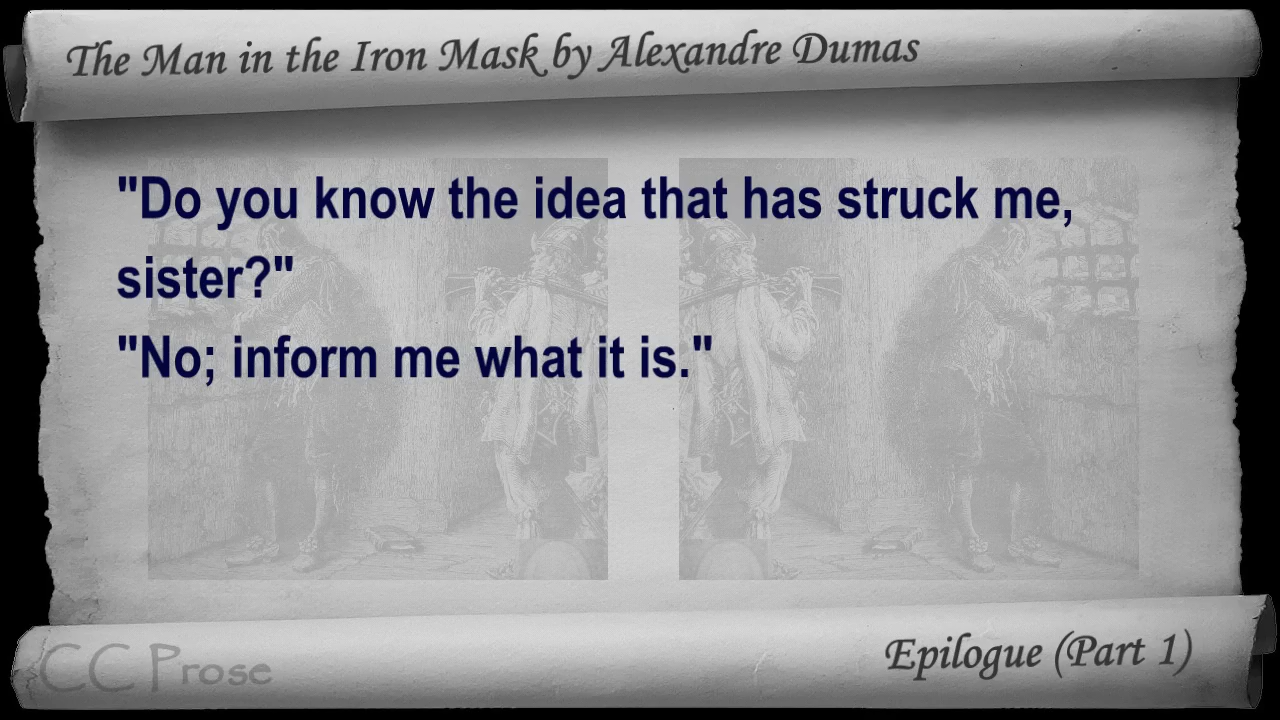 The Man in the Iron Mask by Alexandre Dumas
"Do you know the idea that has struck me,
sister?"
"No; inform me what it is."
CC Prose
Epilogue (Part 1)